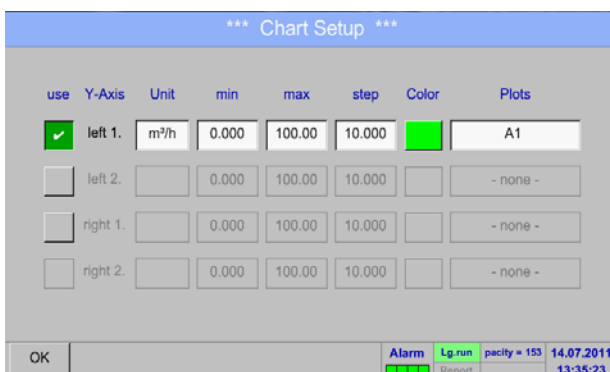 *** Chart Setup ***
use Y-Axis Unit min max step Color Plots
left 1. m³/h 0.000 100.00 10.000 A1
left 2. 0.000 100.00 10.000 - none -
right 1. 0.000 100.00 10.000 - none -
right 2. 0.000 100.00 10.000 - none -
OK Alarm Lg.run pacity = 153 14.07.2011
Report 13:35:23